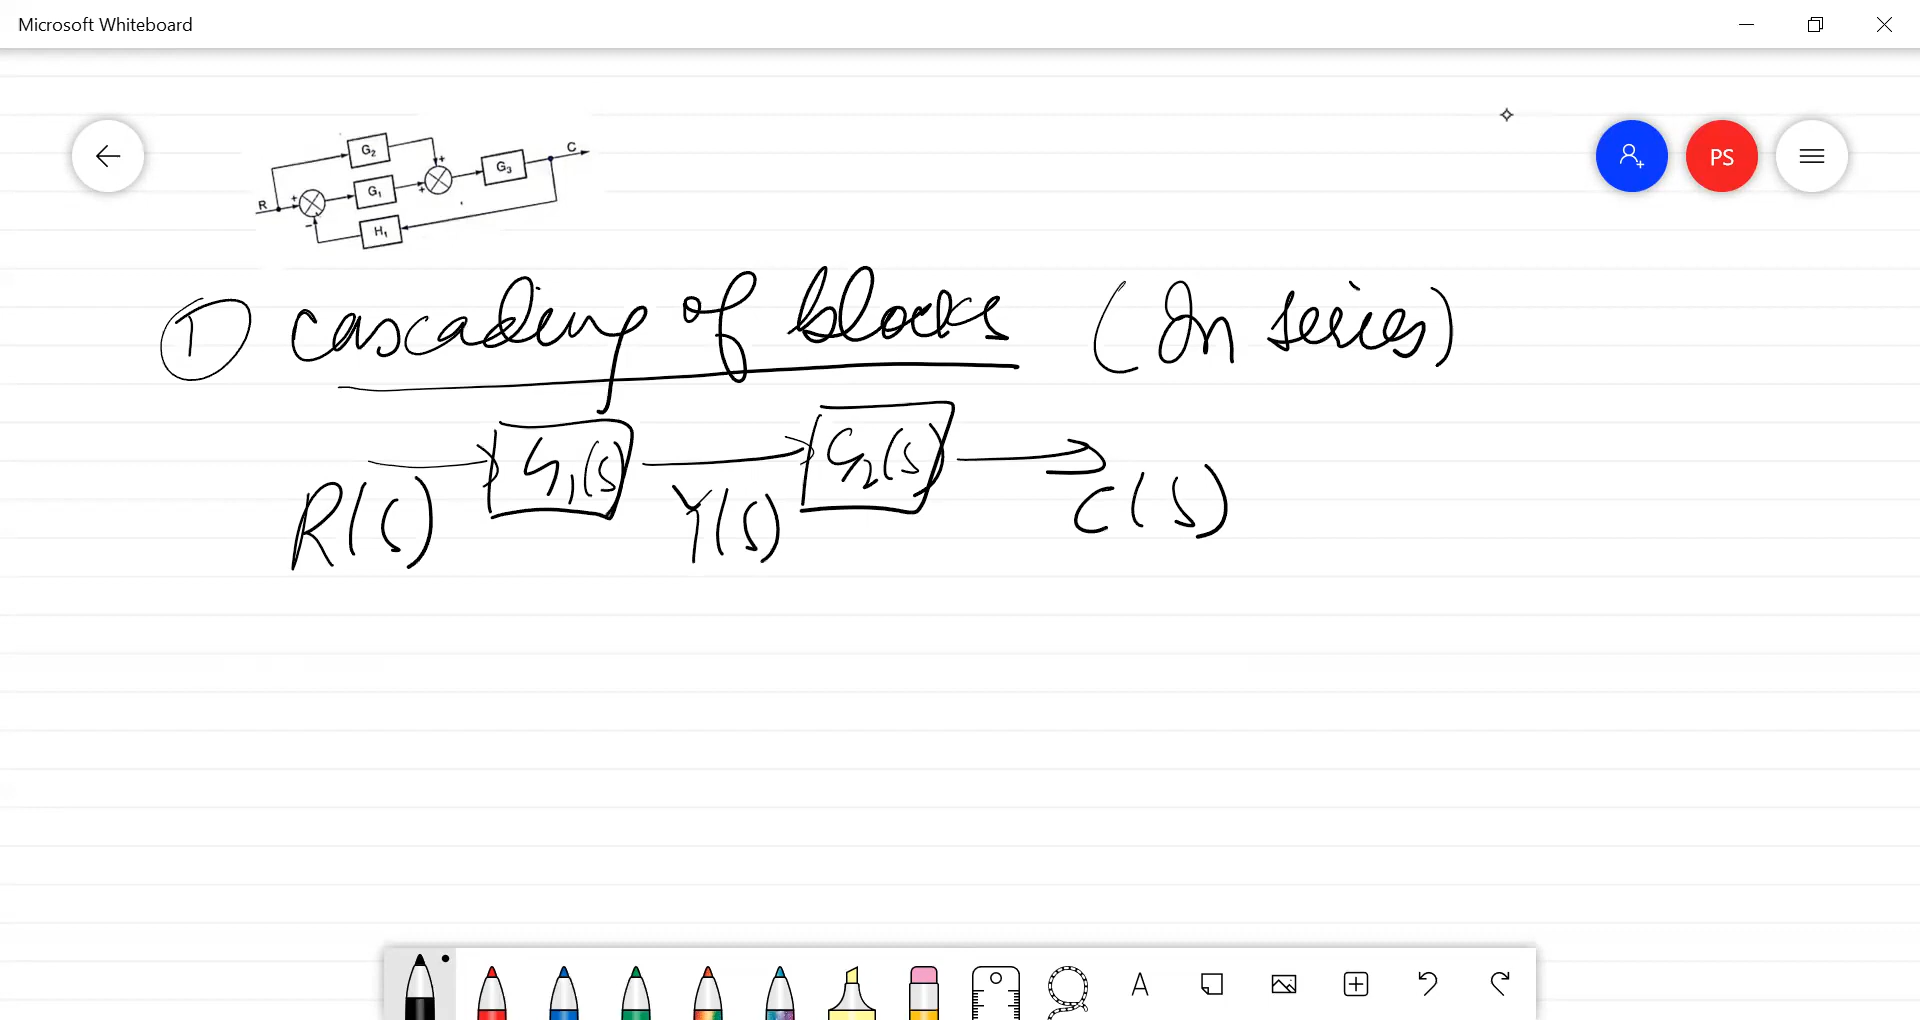 Microsoft Whiteboard
PS
G₂
C
+
G₃
G₁
+
R
+
-
H₁
① cascading of blocks (In series)
G₁(s) G₂(s)
R(s) Y(s) C(s)
A